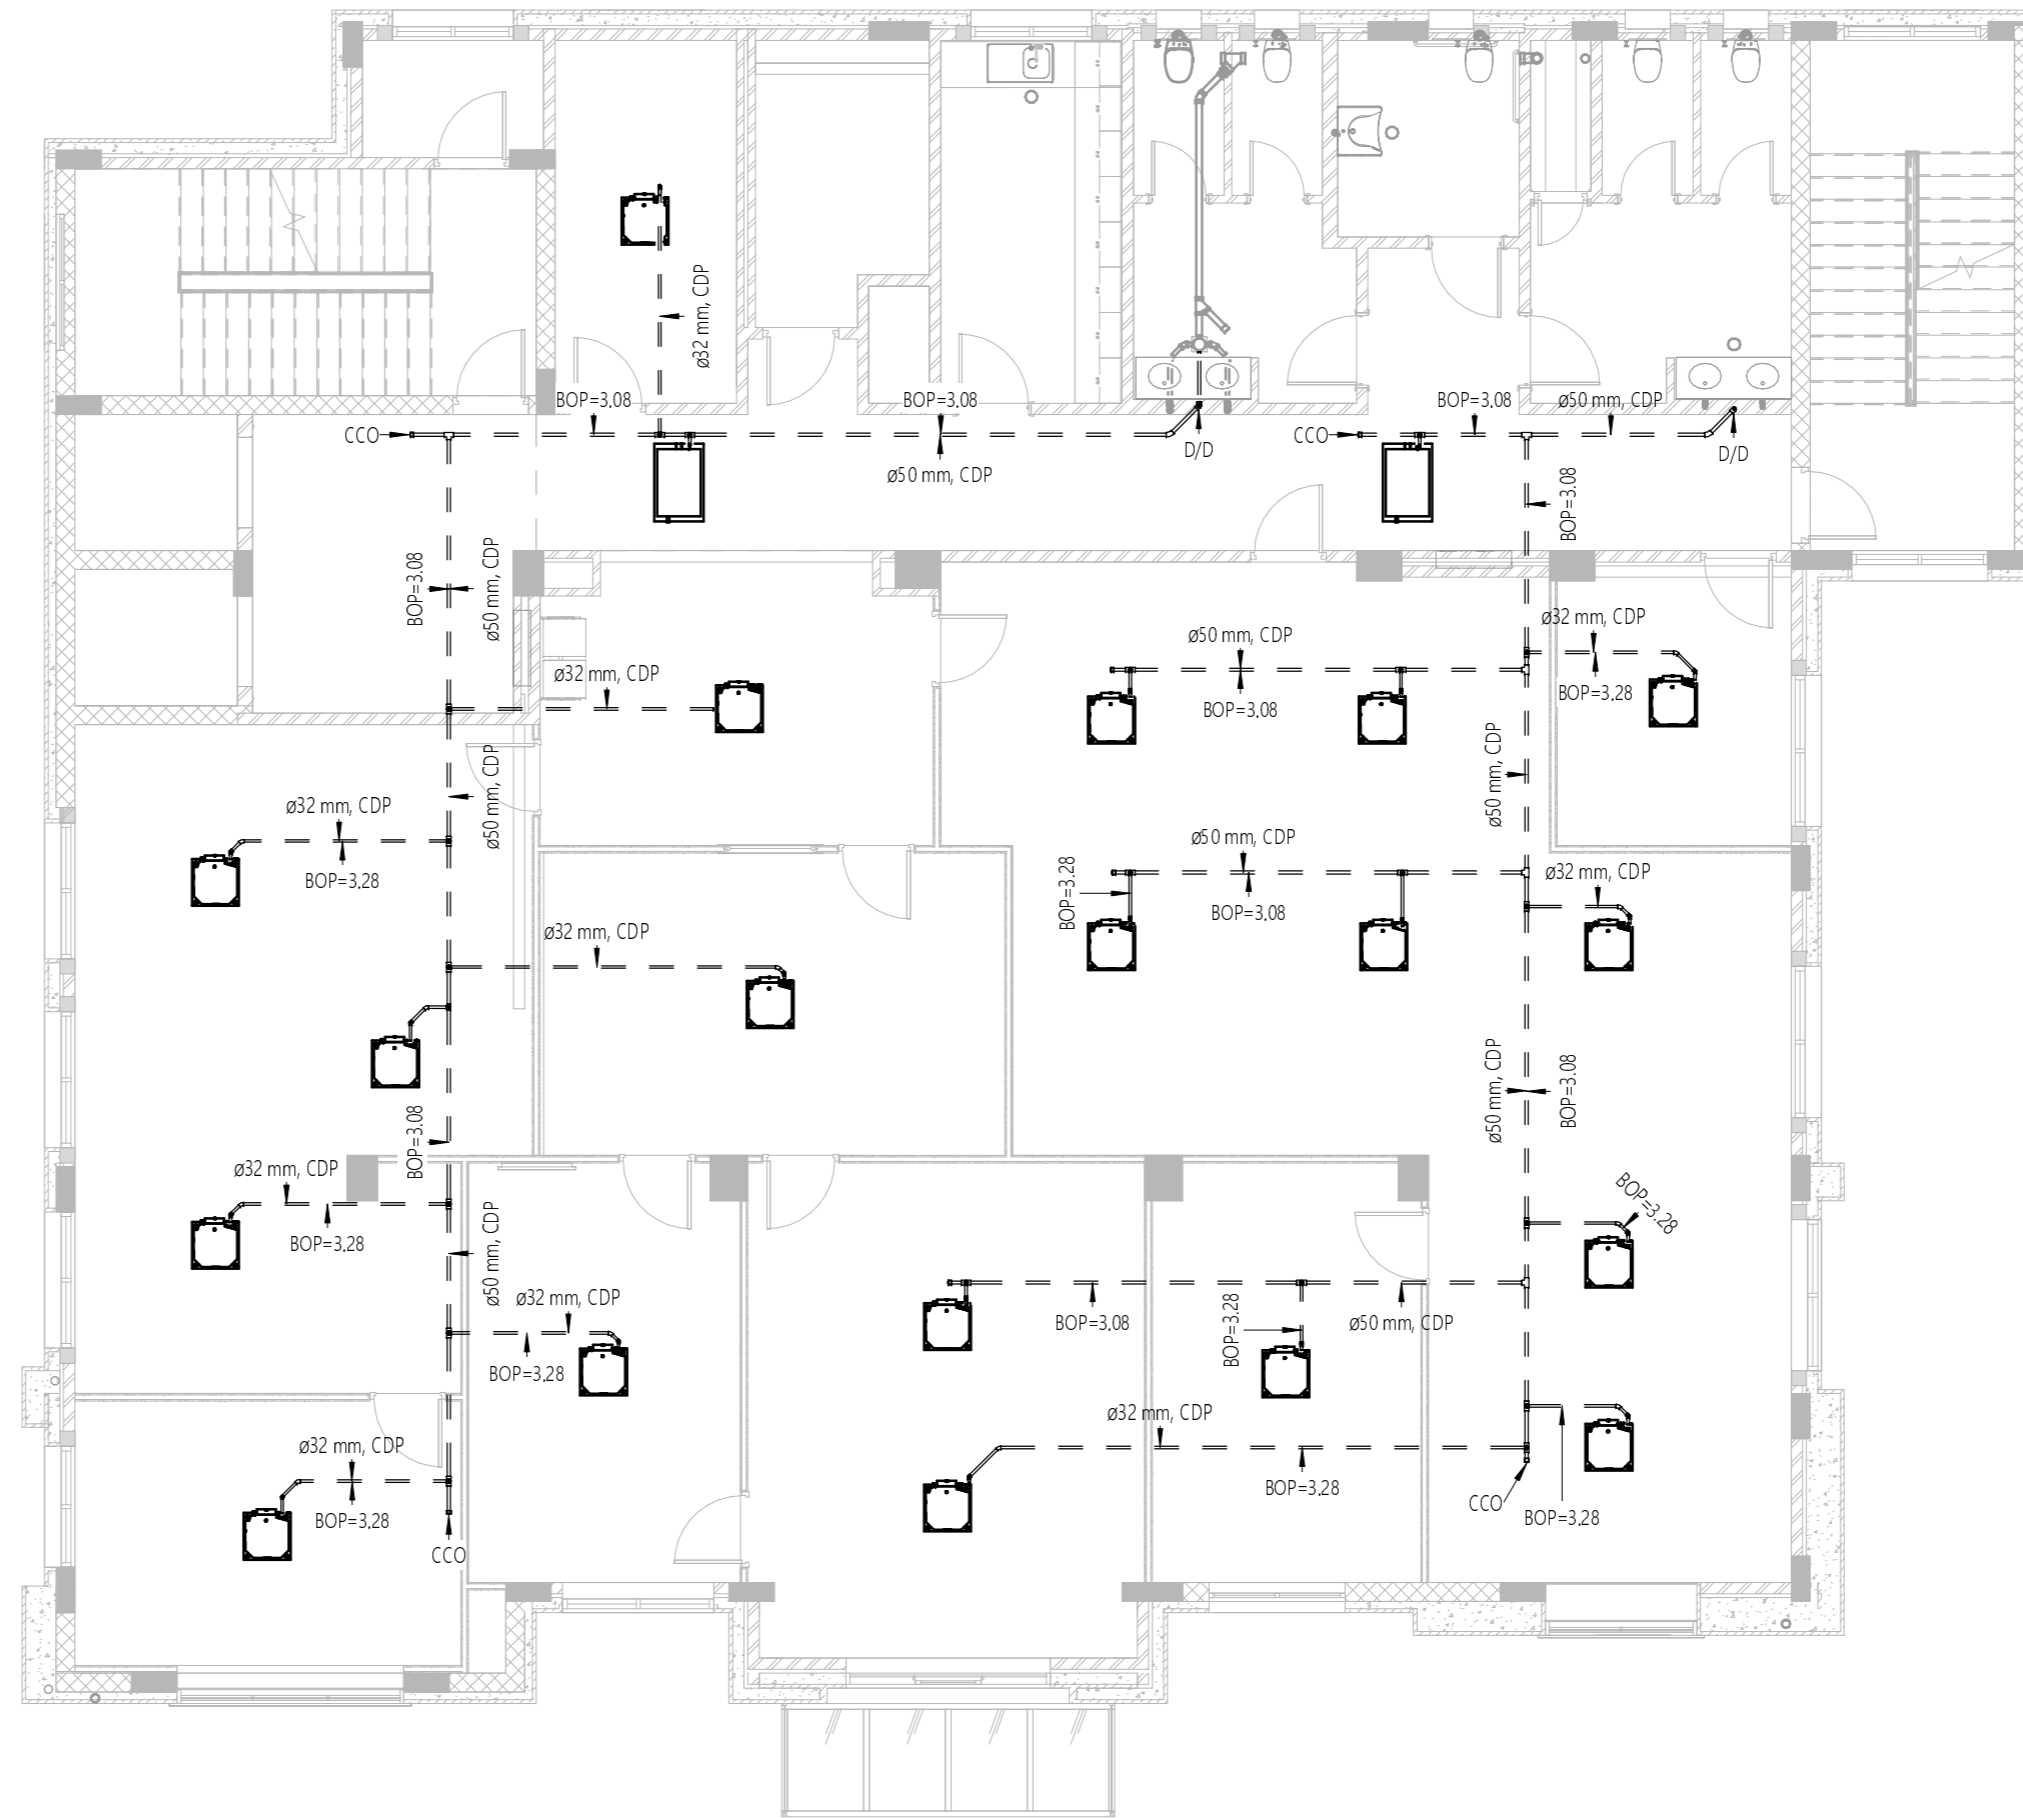 ø32 mm, CDP
BOP=3.08
BOP=3.08
BOP=3.08
ø50 mm, CDP
CCO
CCO
D/D
D/D
ø50 mm, CDP
BOP=3.08
BOP=3.08
ø50 mm, CDP
ø32 mm, CDP
ø50 mm, CDP
ø32 mm, CDP
BOP=3.28
BOP=3.08
ø50 mm, CDP
ø50 mm, CDP
ø32 mm, CDP
BOP=3.28
ø50 mm, CDP
BOP=3.28
BOP=3.08
ø32 mm, CDP
ø32 mm, CDP
ø50 mm, CDP
BOP=3.08
BOP=3.08
ø32 mm, CDP
BOP=3.28
BOP=3.28
ø50 mm, CDP
ø32 mm, CDP
BOP=3.28
BOP=3.08
BOP=3.28
ø50 mm, CDP
ø32 mm, CDP
BOP=3.28
ø32 mm, CDP
BOP=3.28
CCO
CCO
BOP=3.28